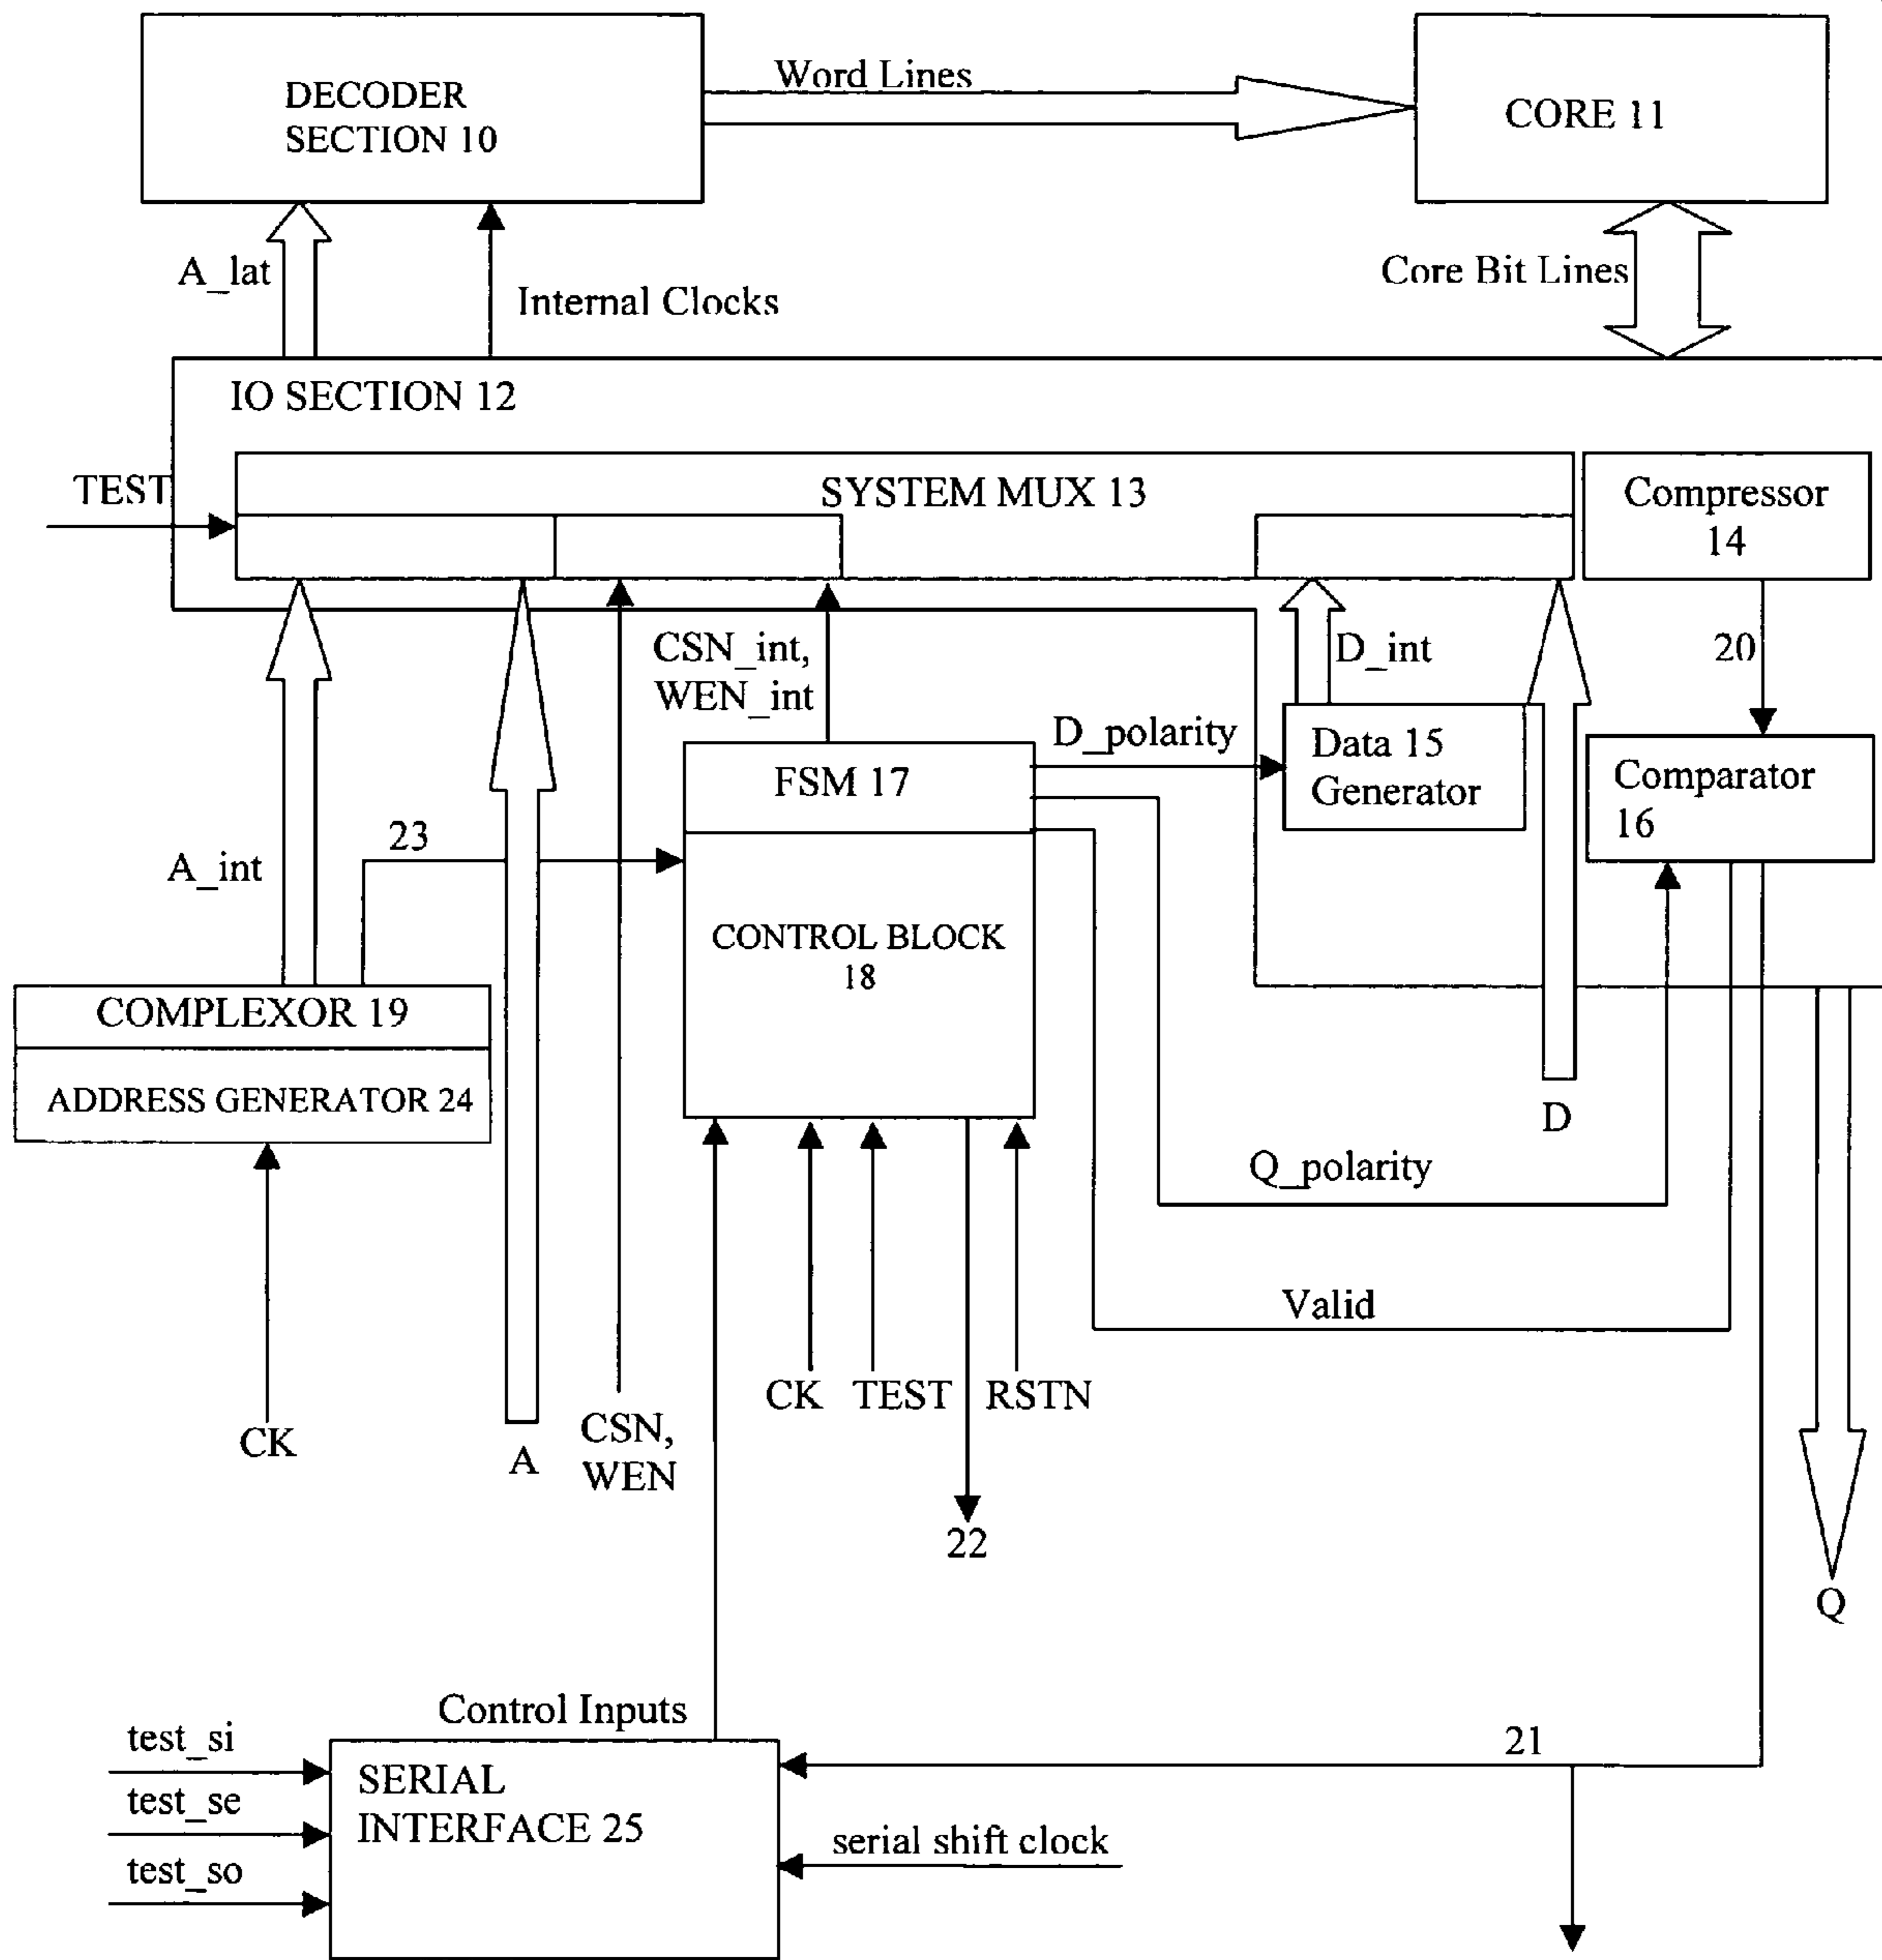 DECODER
SECTION 10
Word Lines
CORE 11
A_lat
Internal Clocks
Core Bit Lines
IO SECTION 12
TEST
SYSTEM MUX 13
Compressor
14
CSN_int,
WEN_int
D_int
20
D_polarity
FSM 17
Data 15
Generator
Comparator
16
23
A_int
CONTROL BLOCK
18
COMPLEXOR 19
ADDRESS GENERATOR 24
D
Q_polarity
Valid
CK
TEST
RSTN
CK
A
CSN,
WEN
22
Q
Control Inputs
test_si
test_se
test_so
SERIAL
INTERFACE 25
21
serial shift clock